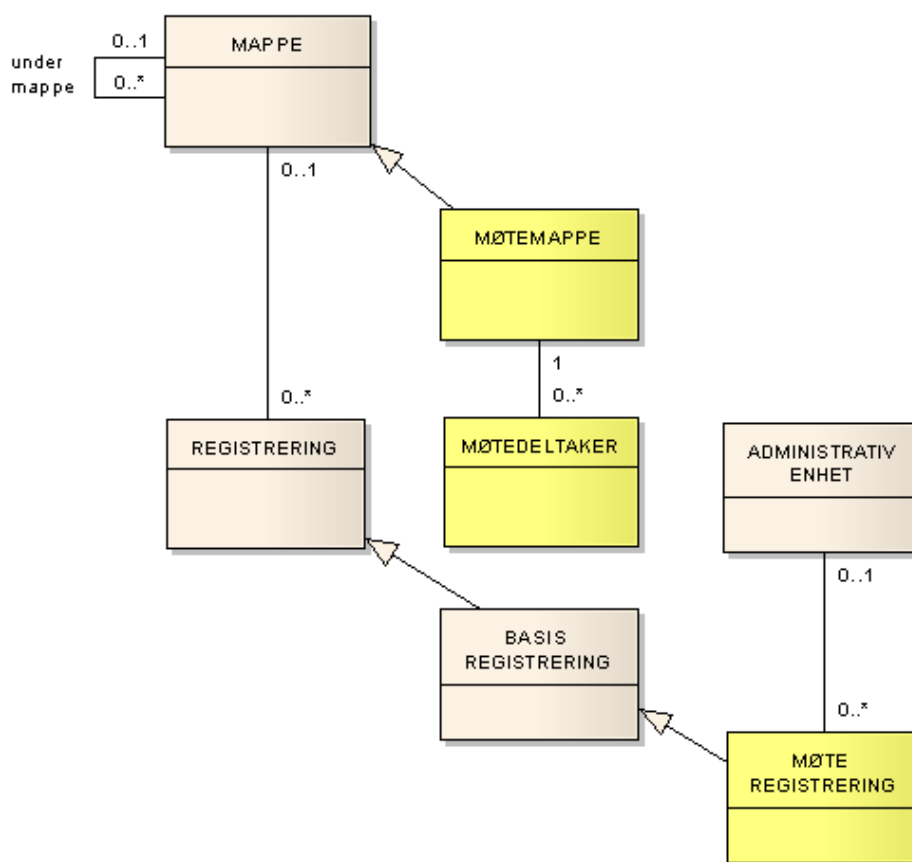 MAPPE
0..1
under
mappe
0..*
0..1
MØTEMAPPE
1
0..*
0..*
REGISTRERING
MØTEDELTAKER
ADMINISTRATIV
ENHET
0..1
BASIS
REGISTRERING
0..*
MØTE
REGISTRERING